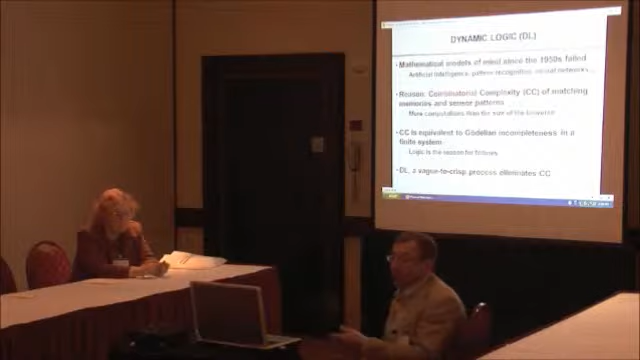 DYNAMIC LOGIC (DL)
Mathematical models of mind since the 1950s failed
Artificial Intelligence, pattern recognition, neural networks...
Reason: Combinatorial Complexity (CC) of matching
memories and sensor patterns
More computations than the size of the Universe
CC is equivalent to Gödelian incompleteness in a
finite system
Logic is the reason for failures
DL, a vague-to-crisp process eliminates CC